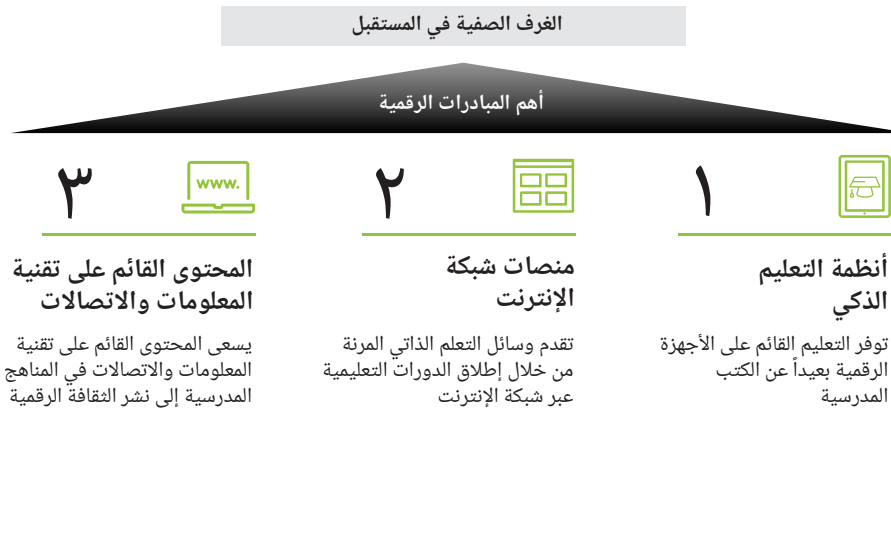 الغرف الصفية في المستقبل
أهم المبادرات الرقمية
١
أنظمة التعليم
الذكي
توفر التعليم القائم على الأجهزة
الرقمية بعيداً عن الكتب
المدرسية
٢
منصات شبكة
الإنترنت
تقدم وسائل التعلم الذاتي المرنة
من خلال إطلاق الدورات التعليمية
عبر شبكة الإنترنت
www.
٣
المحتوى القائم على تقنية
المعلومات والاتصالات
يسعى المحتوى القائم على تقنية
المعلومات والاتصالات في المناهج
المدرسية إلى نشر الثقافة الرقمية